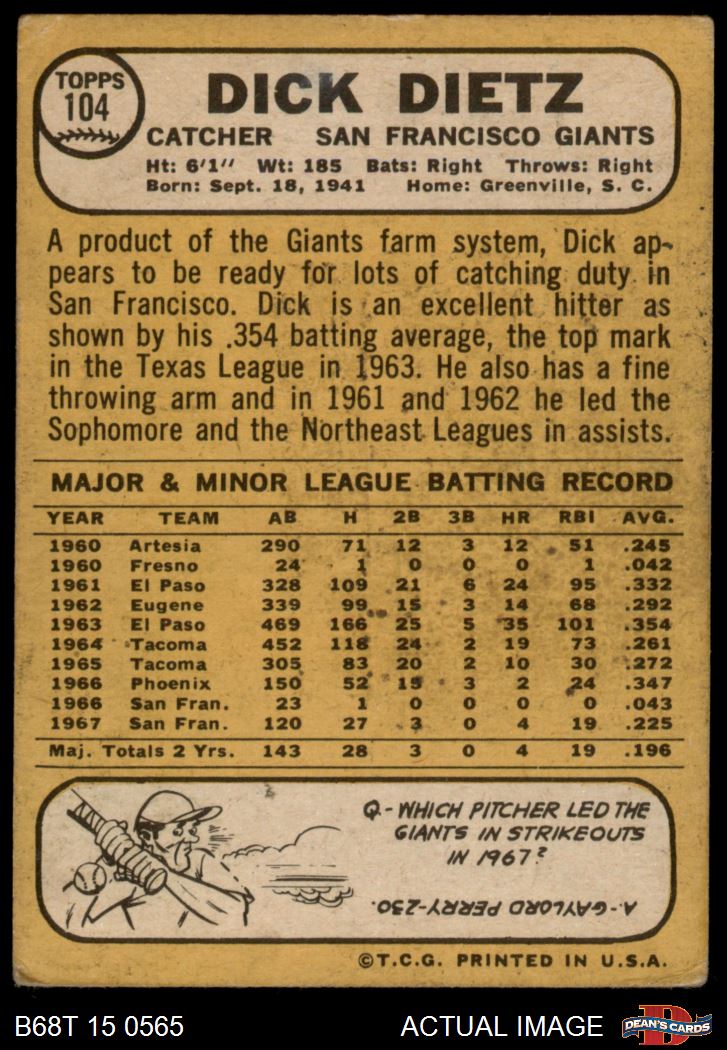 TOPPS
104
DICK DIETZ
CATCHER SAN FRANCISCO GIANTS
Ht: 6'1" Wt: 185 Bats: Right Throws: Right
Born: Sept. 18, 1941 Home: Greenville, S. C.
A product of the Giants farm system, Dick ap-
pears to be ready for lots of catching duty in
San Francisco. Dick is an excellent hitter as
shown by his .354 batting average, the top mark
in the Texas League in 1963. He also has a fine
throwing arm and in 1961 and 1962 he led the
Sophomore and the Northeast Leagues in assists.
MAJOR & MINOR LEAGUE BATTING RECORD
YEAR TEAM AB H 2B 3B HR RBI AVG.
1960 Artesia 290 71 12 3 12 51 .245
1960 Fresno 24 1 0 0 0 1 .042
1961 El Paso 328 109 21 6 24 95 .332
1962 Eugene 339 99 15 3 14 68 .292
1963 El Paso 469 166 25 5 35 101 .354
1964 Tacoma 452 118 24 2 19 73 .261
1965 Tacoma 305 83 20 2 10 30 .272
1966 Phoenix 150 52 15 3 2 24 .347
1966 San Fran. 23 1 0 0 0 0 .043
1967 San Fran. 120 27 3 0 4 19 .225
Maj. Totals 2 Yrs. 143 28 3 0 4 19 .196
Q-WHICH PITCHER LED THE
GIANTS IN STRIKEOUTS
IN 1967?
A-GAYLORD PERRY-230.
©T.C.G. PRINTED IN U.S.A.
B68T 15 0565 ACTUAL IMAGE
D
DEAN'S CARDS